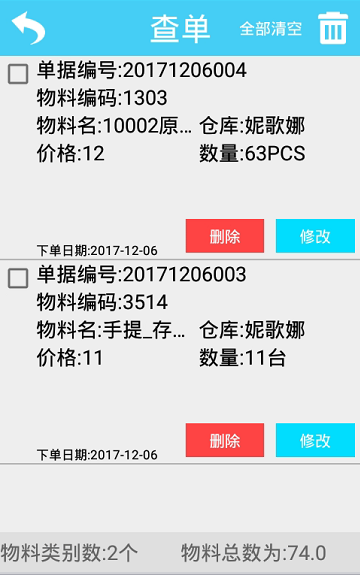 查单 全部清空
单据编号:20171206004
物料编码:1303
物料名:10002原... 仓库:妮歌娜
价格:12 数量:63PCS
下单日期:2017-12-06 删除 修改
单据编号:20171206003
物料编码:3514
物料名:手提_存... 仓库:妮歌娜
价格:11 数量:11台
下单日期:2017-12-06 删除 修改
物料类别数:2个 物料总数为:74.0